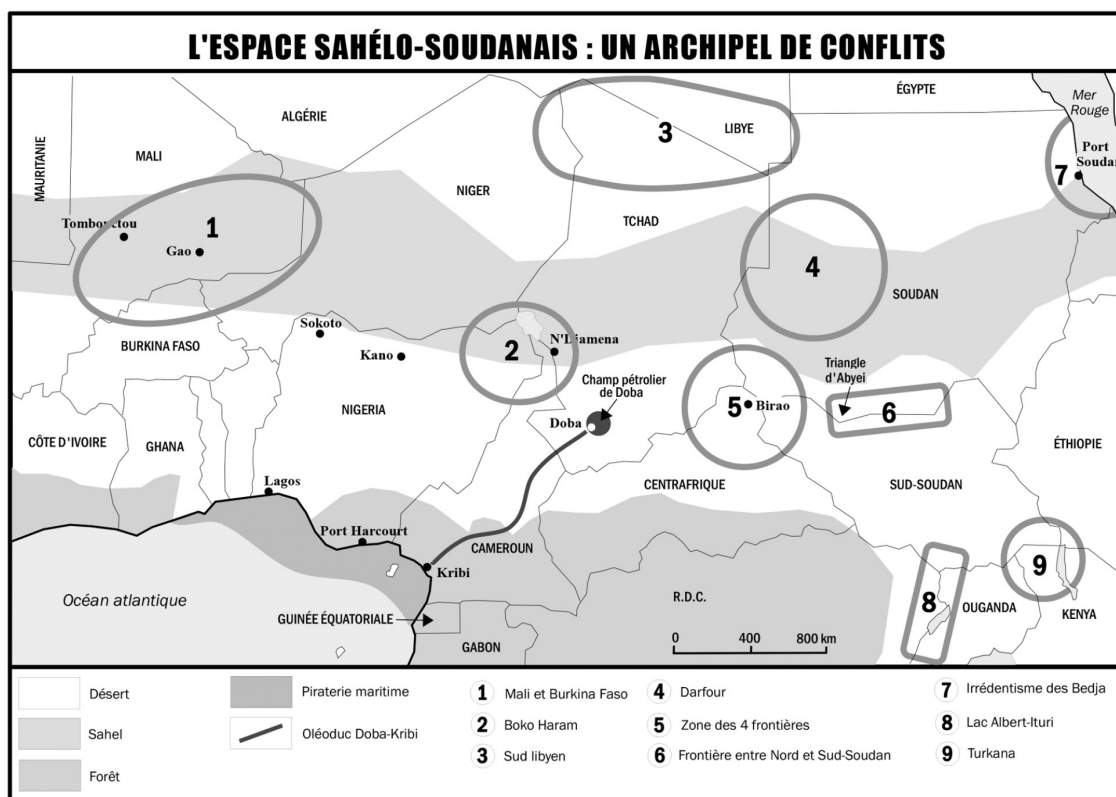 L'ESPACE SAHÉLO-SOUDANAIS : UN ARCHIPEL DE CONFLITS
MAURITANIE
MALI
ALGÉRIE
NIGER
TCHAD
LIBYE
ÉGYPTE
Mer
Rouge
Port
Soudan
SOUDAN
1
2
3
4
5
6
7
8
9
Tombouctou
Gao
BURKINA FASO
Sokoto
Kano
N'Djamena
NIGERIA
Champ pétrolier
de Doba
Doba
Birao
Triangle
d'Abyei
CÔTE D'IVOIRE
GHANA
Lagos
Port Harcourt
Kribi
CAMEROUN
CENTRAFRIQUE
SUD-SOUDAN
ÉTHIOPIE
Océan atlantique
GUINÉE ÉQUATORIALE
GABON
R.D.C.
OUGANDA
KENYA
0 400 800 km
Désert
Sahel
Forêt
Piraterie maritime
Oléoduc Doba-Kribi
1 Mali et Burkina Faso
2 Boko Haram
3 Sud libyen
4 Darfour
5 Zone des 4 frontières
6 Frontière entre Nord et Sud-Soudan
7 Irrédentisme des Bedja
8 Lac Albert-Ituri
9 Turkana